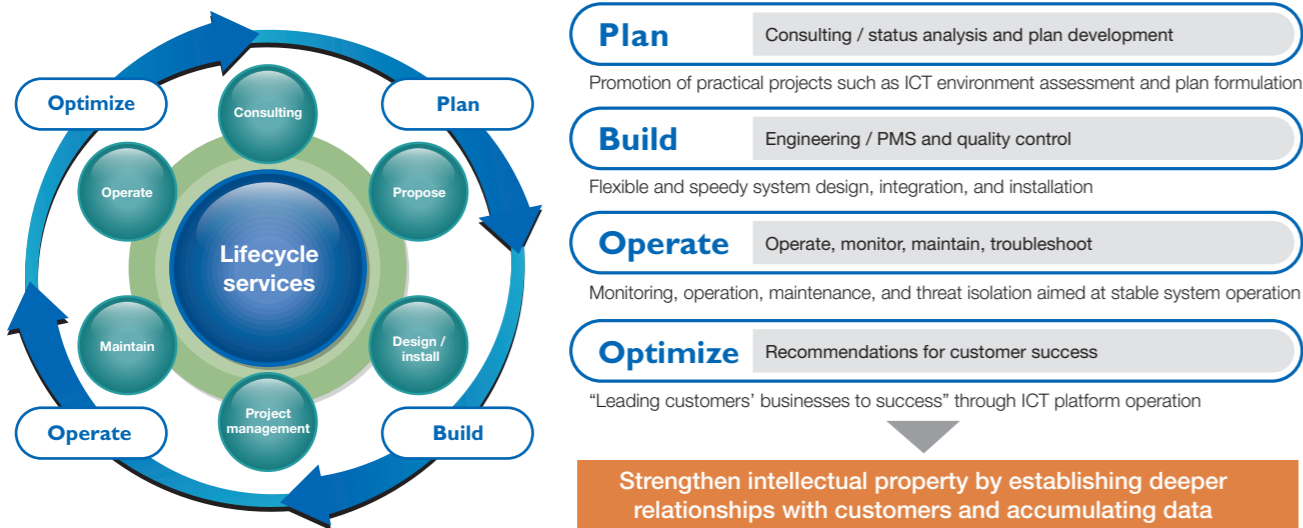 Optimize
Plan
Consulting
Operate
Propose
Lifecycle
services
Maintain
Design /
install
Project
management
Operate
Build
Plan
Consulting / status analysis and plan development
Promotion of practical projects such as ICT environment assessment and plan formulation
Build
Engineering / PMS and quality control
Flexible and speedy system design, integration, and installation
Operate
Operate, monitor, maintain, troubleshoot
Monitoring, operation, maintenance, and threat isolation aimed at stable system operation
Optimize
Recommendations for customer success
“Leading customers’ businesses to success” through ICT platform operation
Strengthen intellectual property by establishing deeper
relationships with customers and accumulating data